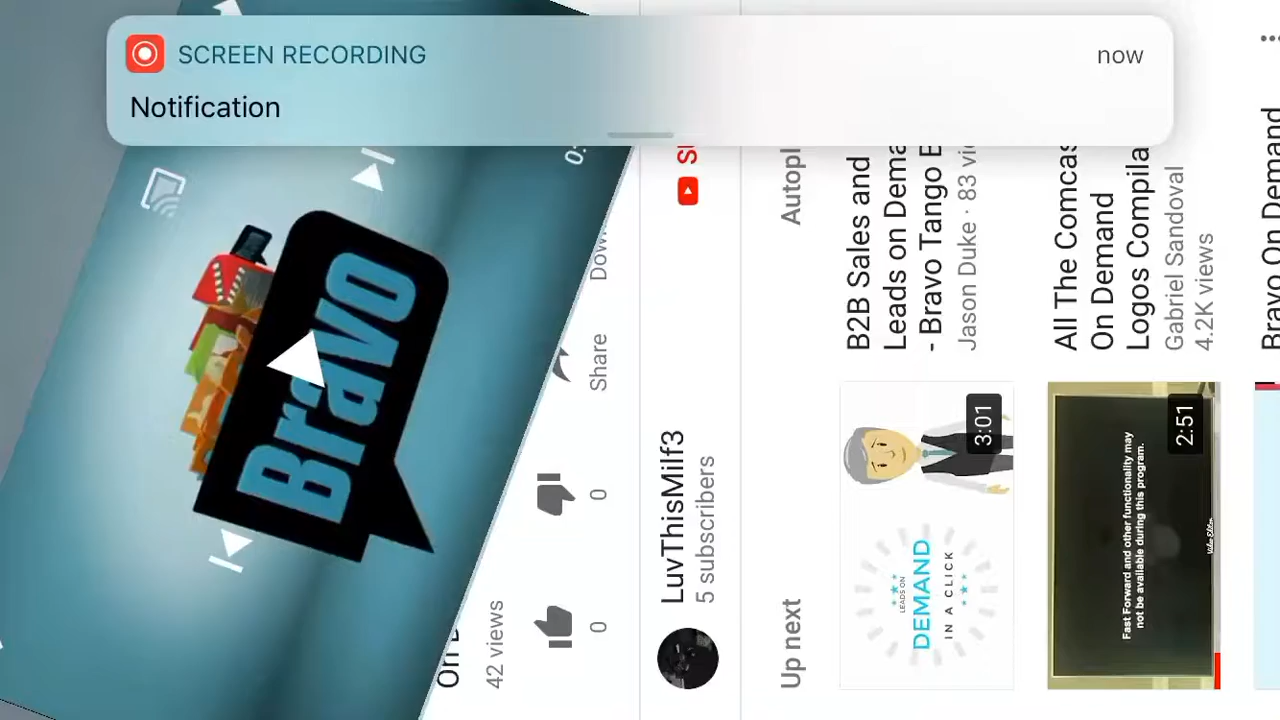 SCREEN RECORDING
now
Notification
Bravo
42 views
0
0
Share
LuvThisMilf3
5 subscribers
Up next
Autopl
B2B Sales and
Leads on Dema
- Bravo Tango E
Jason Duke · 83 vi
3:01
LEADS ON
DEMAND
IN A CLICK
All The Comcas
On Demand
Logos Compila
Gabriel Sandoval
4.2K views
2:51
Fast Forward and other functionality may
not be available during this program.
Bravo On Demand